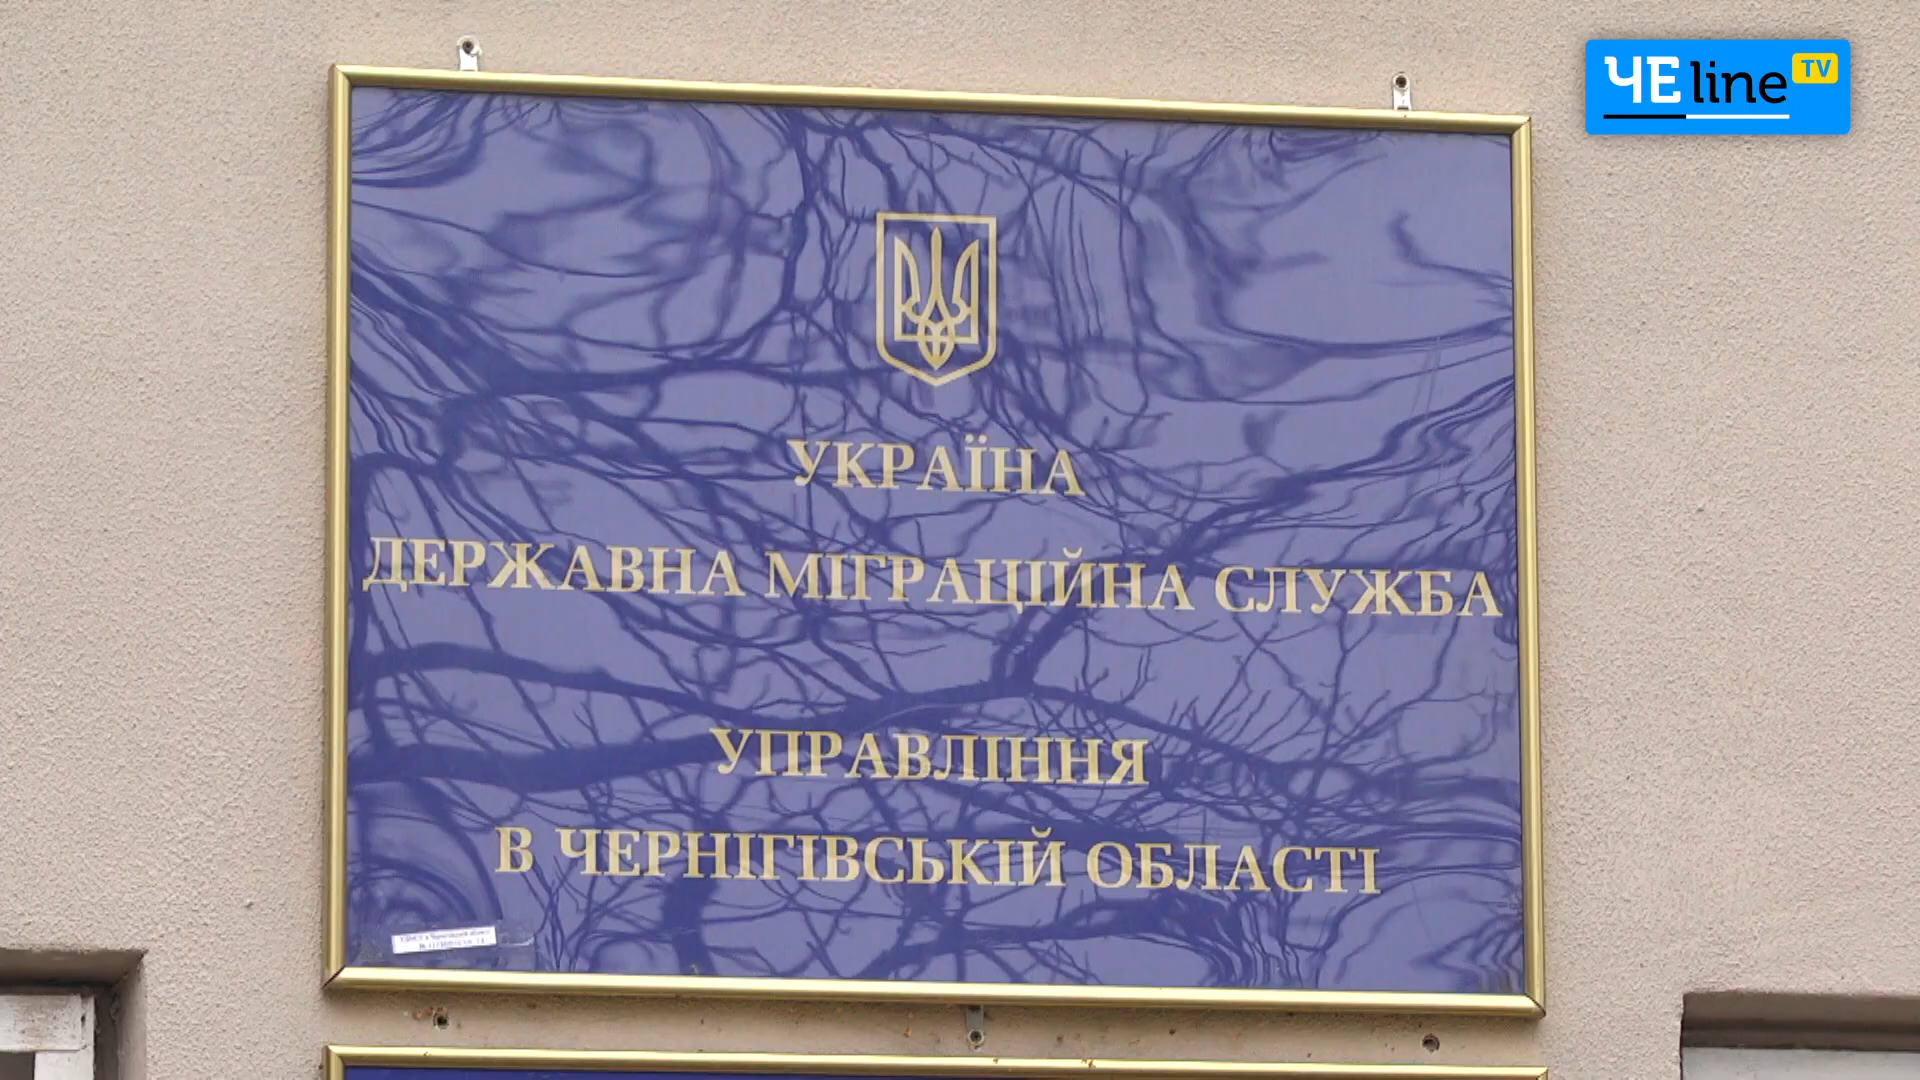 ЧЕline TV
УКРАЇНА
ДЕРЖАВНА МІГРАЦІЙНА СЛУЖБА
УПРАВЛІННЯ
В ЧЕРНІГІВСЬКІЙ ОБЛАСТІ